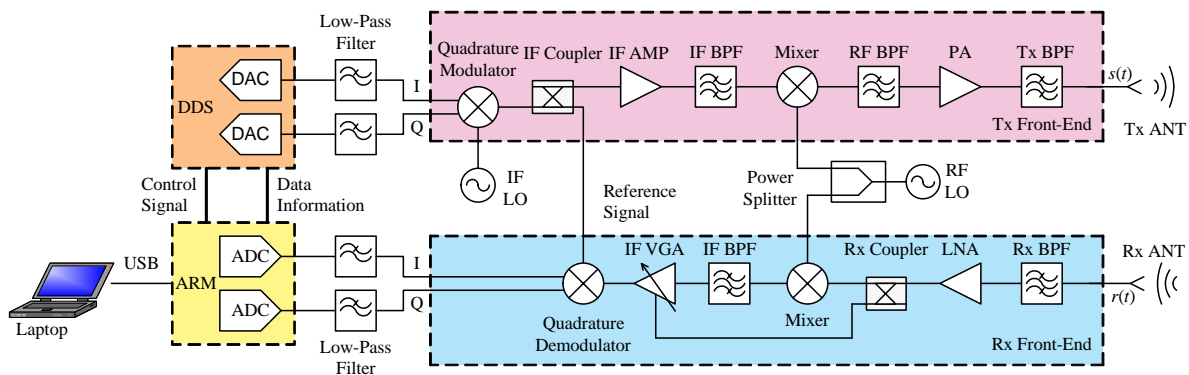 Low-Pass
Filter
DAC
DDS
DAC
I
Q
Quadrature
Modulator
IF Coupler
IF AMP
IF BPF
Mixer
RF BPF
PA
Tx BPF
s(t)
Tx Front-End
Tx ANT
IF
LO
Power
Splitter
RF
LO
Control
Signal
Data
Information
Reference
Signal
USB
Laptop
ARM
ADC
ADC
I
Q
Low-Pass
Filter
Quadrature
Demodulator
IF VGA
IF BPF
Mixer
Rx Coupler
LNA
Rx BPF
Rx ANT
r(t)
Rx Front-End